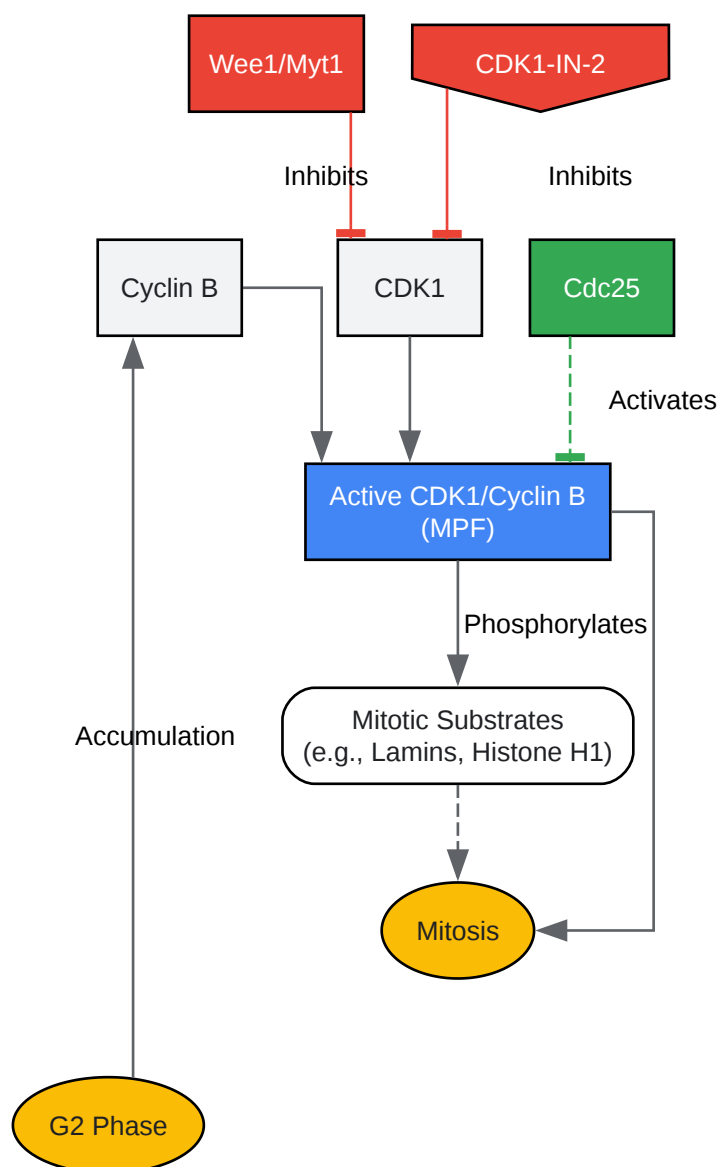 Wee1/Myt1
CDK1-IN-2
Inhibits
Inhibits
Cyclin B
CDK1
Cdc25
Activates
Active CDK1/Cyclin B
(MPF)
Phosphorylates
Mitotic Substrates
(e.g., Lamins, Histone H1)
Accumulation
Mitosis
G2 Phase